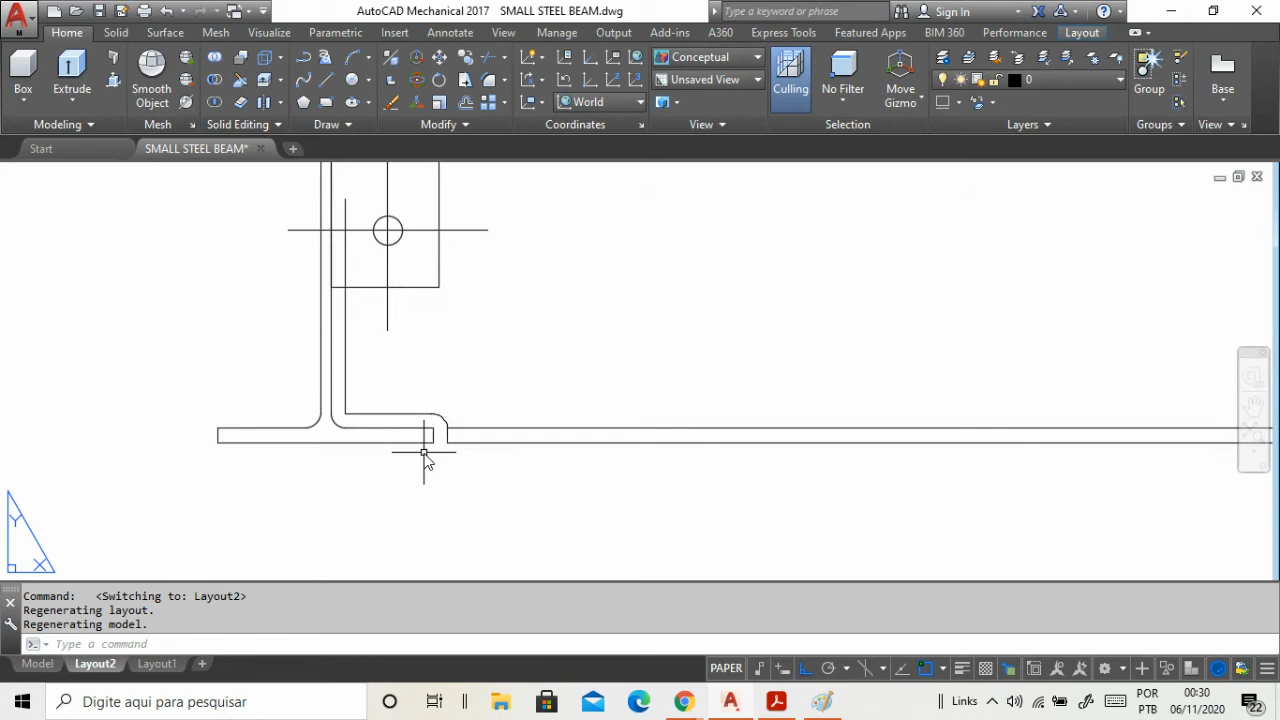 AutoCAD Mechanical 2017 SMALL STEEL BEAM.dwg
Type a keyword or phrase
Sign In
M
Home Solid Surface Mesh Visualize Parametric Insert Annotate View Manage Output Add-ins A360 Express Tools Featured Apps BIM 360 Performance Layout
Box
Extrude
Smooth
Object
Conceptual
Unsaved View
World
Culling
No Filter
Move
Gizmo
0
Group
Base
Modeling
Mesh
Solid Editing
Draw
Modify
Coordinates
View
Selection
Layers
Groups
View
Start
SMALL STEEL BEAM*
Y
X
Command: <Switching to: Layout2>
Regenerating layout.
Regenerating model.
Type a command
Model Layout2 Layout1
PAPER
Digite aqui para pesquisar
Links
POR
PTB
00:30
06/11/2020
22